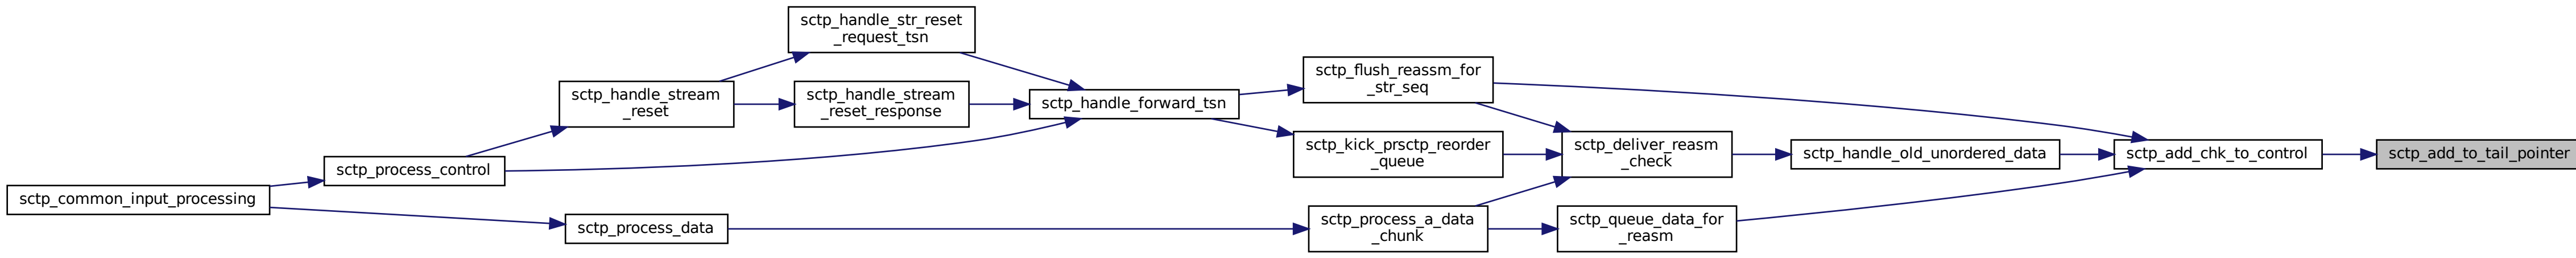 sctp_common_input_processing
sctp_process_control
sctp_handle_stream
_reset
sctp_process_data
sctp_handle_str_reset
_request_tsn
sctp_handle_stream
_reset_response
sctp_handle_forward_tsn
sctp_flush_reassm_for
_str_seq
sctp_kick_prsctp_reorder
_queue
sctp_process_a_data
_chunk
sctp_deliver_reasm
_check
sctp_queue_data_for
_reasm
sctp_handle_old_unordered_data
sctp_add_chk_to_control
sctp_add_to_tail_pointer